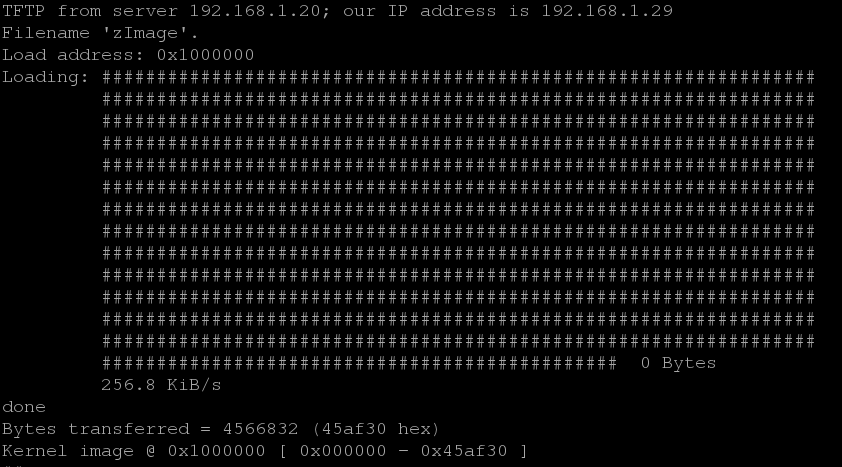 TFTP from server 192.168.1.20; our IP address is 192.168.1.29
Filename 'zImage'.
Load address: 0x1000000
Loading: #################################################################
#################################################################
#################################################################
#################################################################
#################################################################
#################################################################
#################################################################
#################################################################
#################################################################
#################################################################
#################################################################
#################################################################
#################################################################
############################################### 0 Bytes
256.8 KiB/s
done
Bytes transferred = 4566832 (45af30 hex)
Kernel image @ 0x1000000 [ 0x000000 - 0x45af30 ]